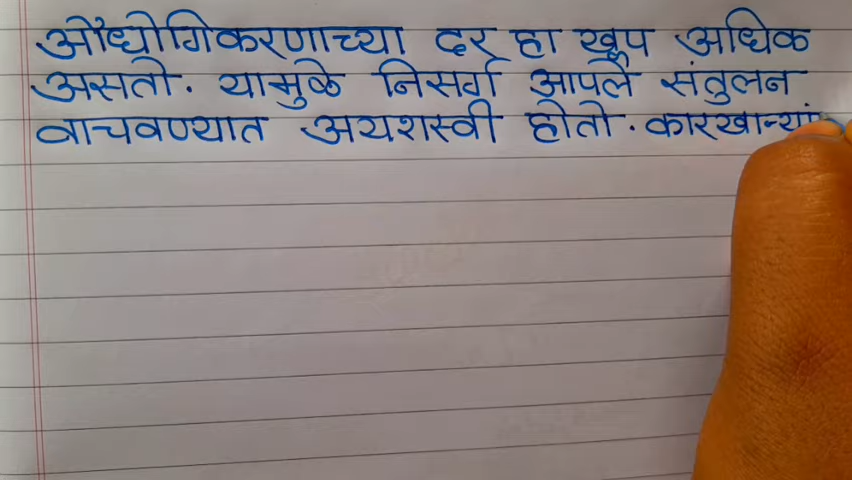 औद्योगिकरणाच्या दर हा खूप अधिक
असतो. यामुळे निसर्ग आपले संतुलन
वाचवण्यात अयशस्वी होतो. कारखान्यां